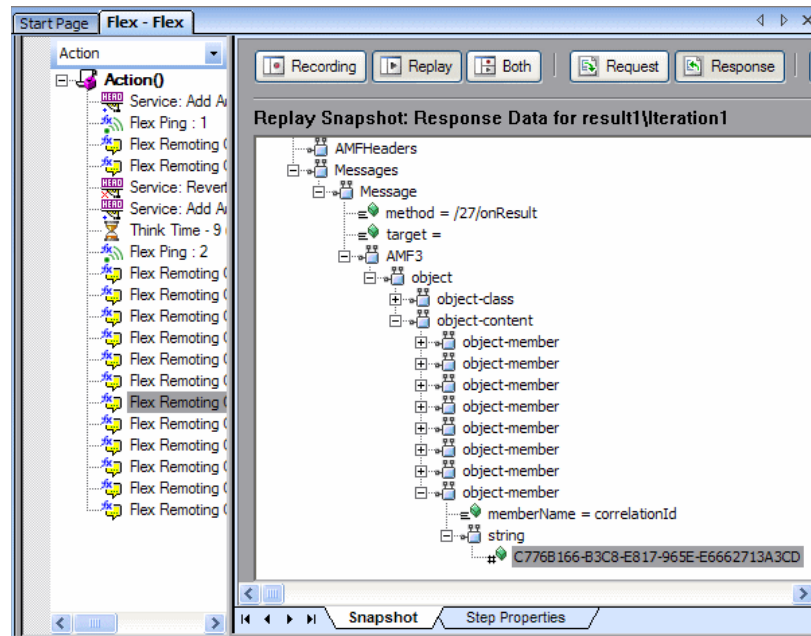 Start Page Flex - Flex
Action
Action()
Service: Add A
Flex Ping : 1
Flex Remoting
Flex Remoting
Service: Revert
Service: Add A
Think Time - 9
Flex Ping : 2
Flex Remoting
Flex Remoting
Flex Remoting
Flex Remoting
Flex Remoting
Flex Remoting
Flex Remoting
Flex Remoting
Flex Remoting
Flex Remoting
Flex Remoting
Flex Remoting
Recording Replay Both Request Response
Replay Snapshot: Response Data for result1\Iteration1
AMFHeaders
Messages
Message
method = /27/onResult
target =
AMF3
object
object-class
object-content
object-member
object-member
object-member
object-member
object-member
object-member
object-member
object-member
memberName = correlationId
string
C776B166-B3C8-E817-965E-E6662713A3CD
Snapshot Step Properties